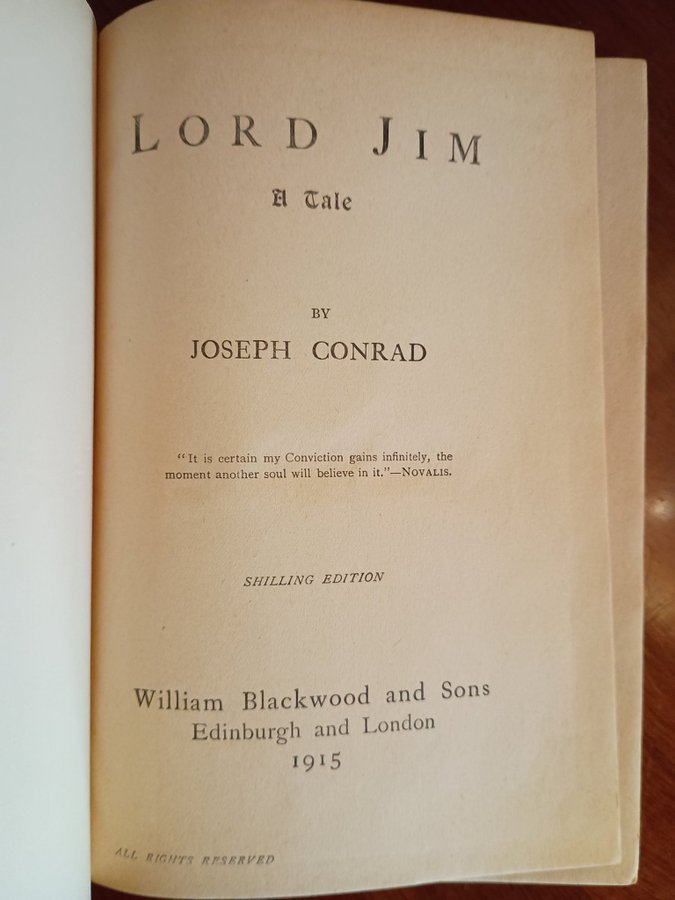 LORD JIM
A Tale
BY
JOSEPH CONRAD
"It is certain my Conviction gains infinitely, the
moment another soul will believe in it."—NOVALIS.
SHILLING EDITION
William Blackwood and Sons
Edinburgh and London
1915
ALL RIGHTS RESERVED